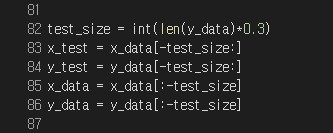 81
82 test_size = int(len(y_data)*0.3)
83 x_test = x_data[-test_size:]
84 y_test = y_data[-test_size:]
85 x_data = x_data[:-test_size]
86 y_data = y_data[:-test_size]
87